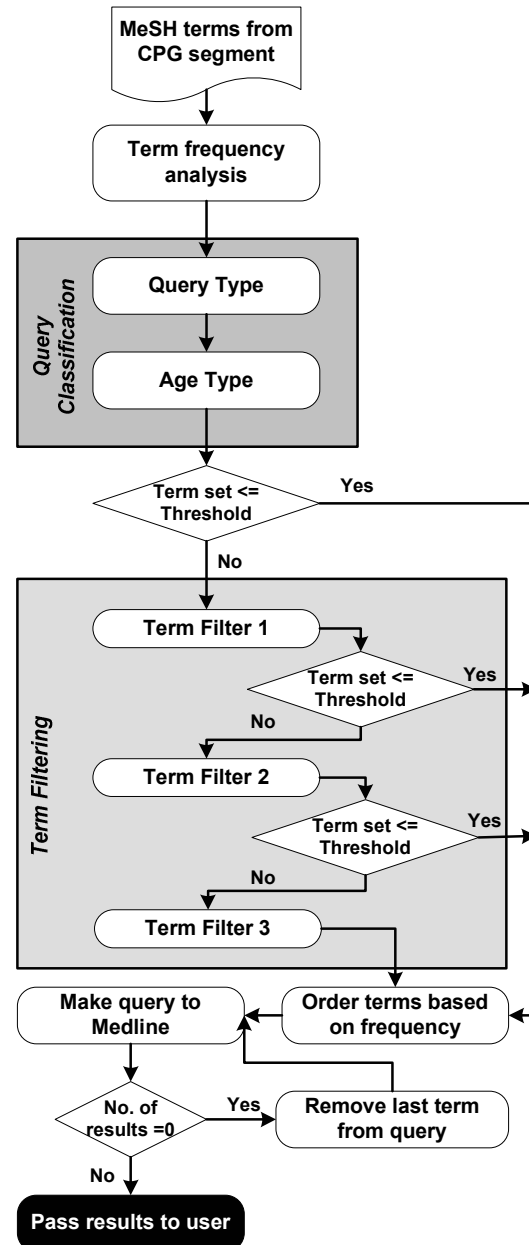 MeSH terms from
CPG segment
Term frequency
analysis
Query
Classification
Query Type
Age Type
Term set <=
Threshold
Yes
No
Term Filtering
Term Filter 1
Term set <=
Threshold
Yes
No
Term Filter 2
Term set <=
Threshold
Yes
No
Term Filter 3
Make query to
Medline
Order terms based
on frequency
No. of
results =0
Yes
Remove last term
from query
No
Pass results to user